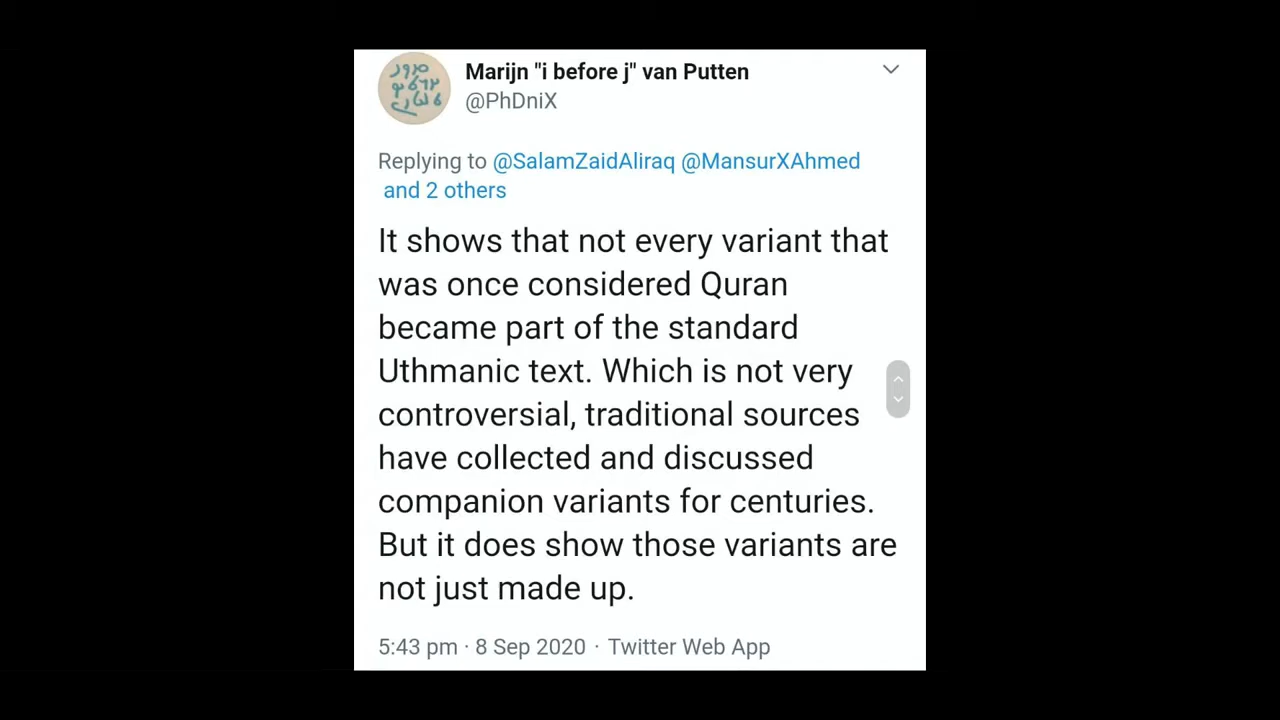 Marijn "i before j" van Putten
@PhDniX
Replying to @SalamZaidAliraq @MansurXAhmed
and 2 others
It shows that not every variant that
was once considered Quran
became part of the standard
Uthmanic text. Which is not very
controversial, traditional sources
have collected and discussed
companion variants for centuries.
But it does show those variants are
not just made up.
5:43 pm · 8 Sep 2020 · Twitter Web App